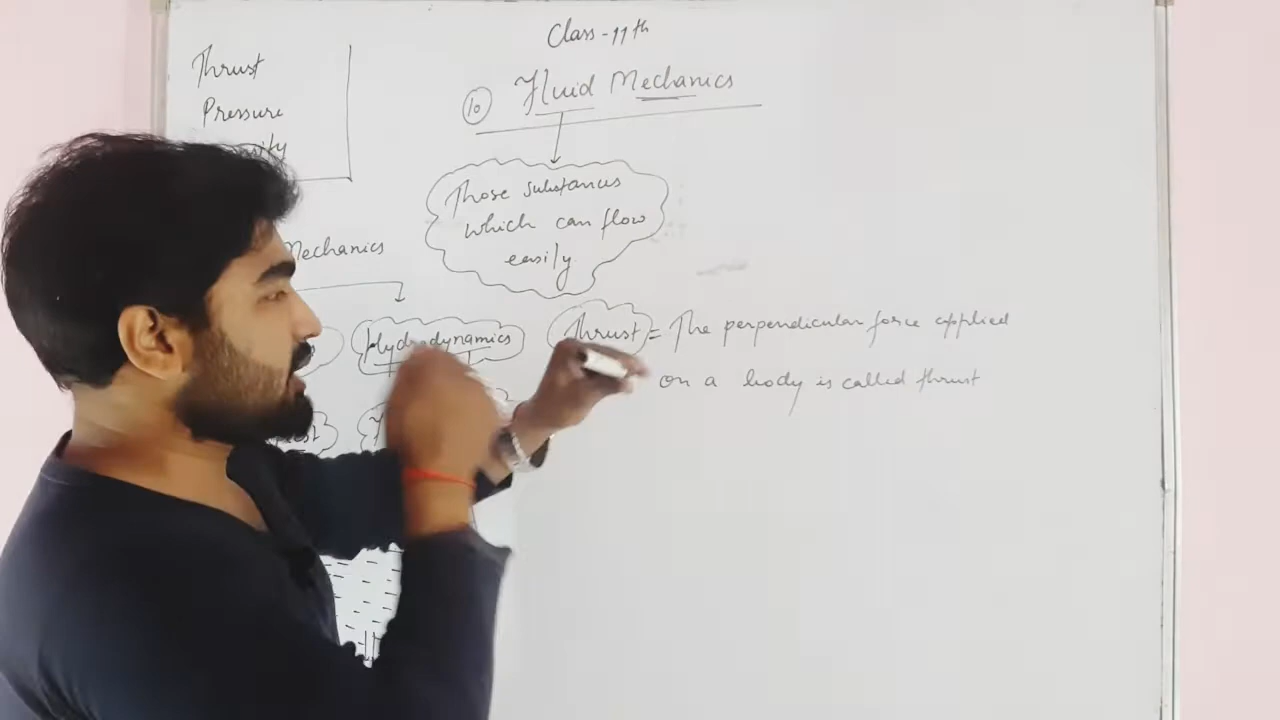 Class-11th
10 Fluid Mechanics
Thrust
Pressure
Those substances
which can flow
easily
Mechanics
Hydrodynamics
Thrust = The perpendicular force applied
on a body is called thrust